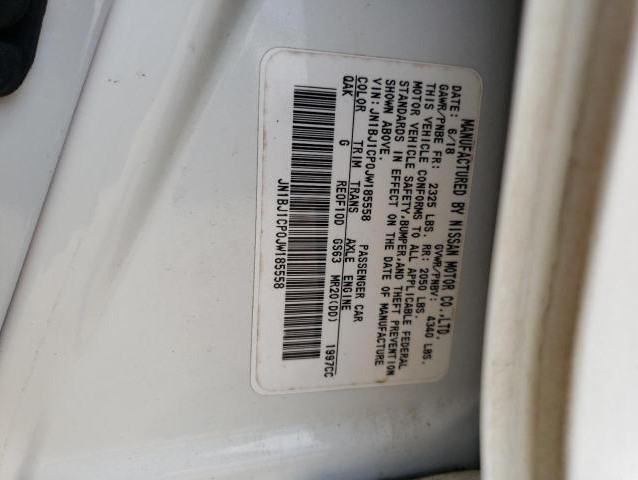 MANUFACTURED BY NISSAN MOTOR CO.,LTD.
DATE: 6/18 GVWR/PNBV: 4340 LBS.
GAWR/PNBE FR: 2325 LBS. RR: 2050 LBS.
THIS VEHICLE CONFORMS TO ALL APPLICABLE FEDERAL
MOTOR VEHICLE SAFETY,BUMPER,AND THEFT PREVENTION
STANDARDS IN EFFECT ON THE DATE OF MANUFACTURE
SHOWN ABOVE.
VIN:JN1BJ1CP0JW185558 PASSENGER CAR
COLOR TRIM TRANS AXLE ENGINE
QAK G RE0F10D GS63 MR20(DD) 1997CC
JN1BJ1CP0JW185558